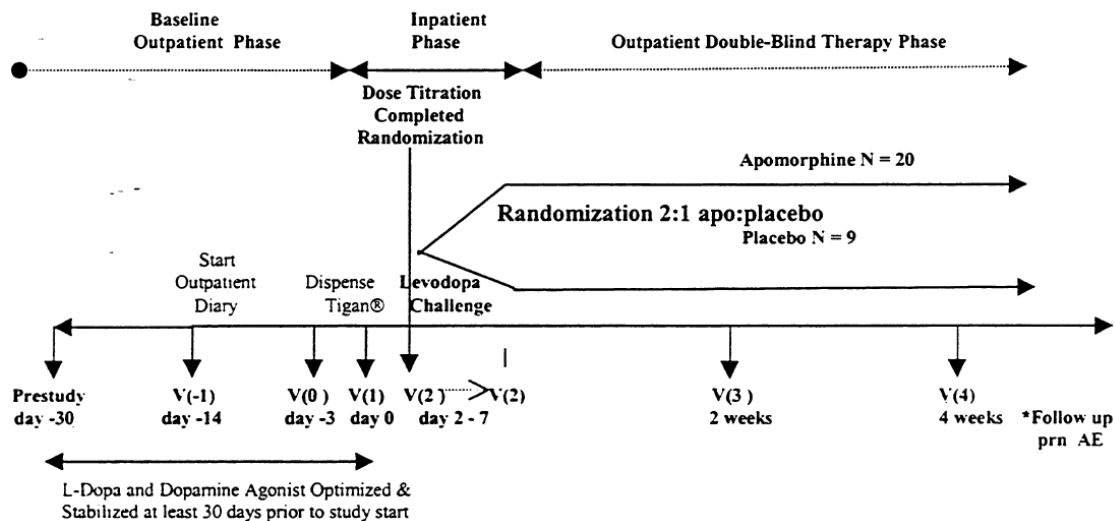 Baseline
Outpatient Phase
Inpatient
Phase
Outpatient Double-Blind Therapy Phase
Dose Titration
Completed
Randomization
Apomorphine N = 20
Randomization 2:1 apo:placebo
Placebo N = 9
Start
Outpatient
Diary
Dispense
Tigan®
Levodopa
Challenge
Prestudy
day -30
V(-1)
day -14
V(0 )
day -3
V(1)
day 0
V(2)
V(2)
day 2 - 7
V(3 )
2 weeks
V(4)
4 weeks
*Follow up
prn AE
L-Dopa and Dopamine Agonist Optimized &
Stabilized at least 30 days prior to study start